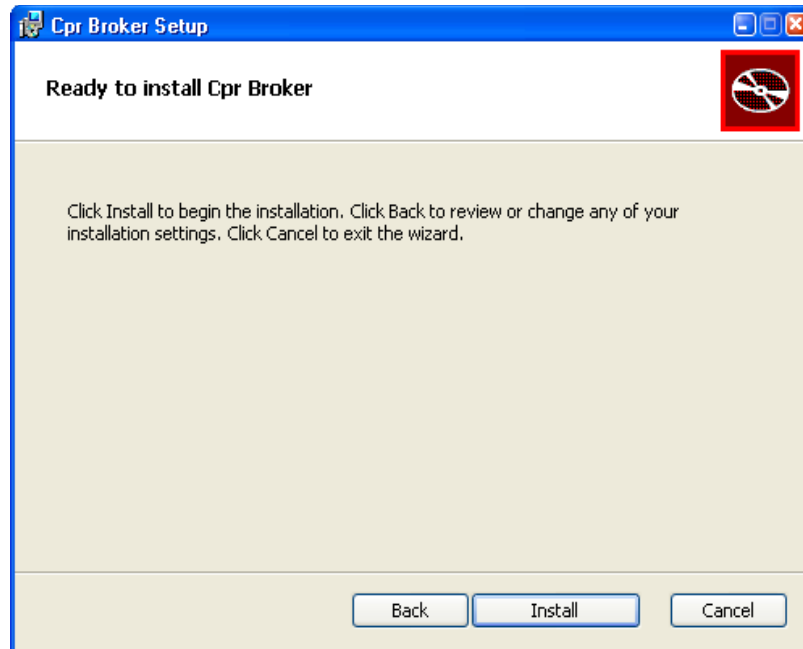 Cpr Broker Setup
Ready to install Cpr Broker
Click Install to begin the installation. Click Back to review or change any of your
installation settings. Click Cancel to exit the wizard.
Back
Install
Cancel